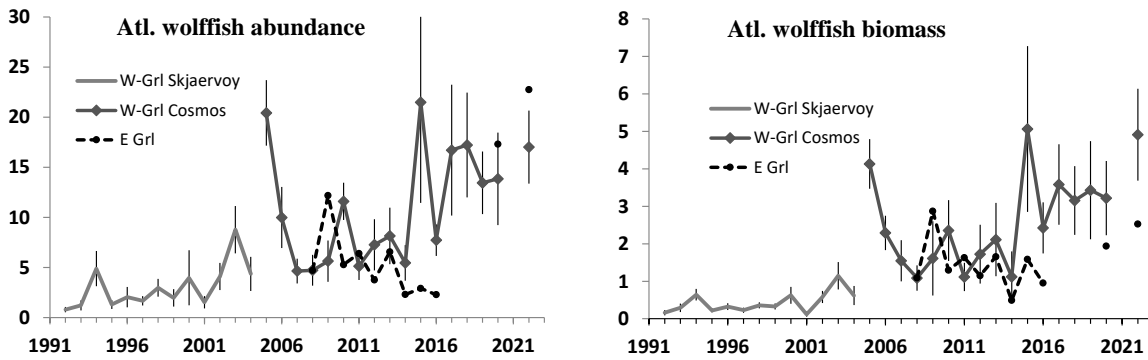 Atl. wolffish abundance
30
25
20
15
10
5
0
W-Grl Skjaervoy
W-Grl Cosmos
E Grl
1991 1996 2001 2006 2011 2016 2021
Atl. wolffish biomass
8
7
6
5
4
3
2
1
0
W-Grl Skjaervoy
W-Grl Cosmos
E Grl
1991 1996 2001 2006 2011 2016 2021